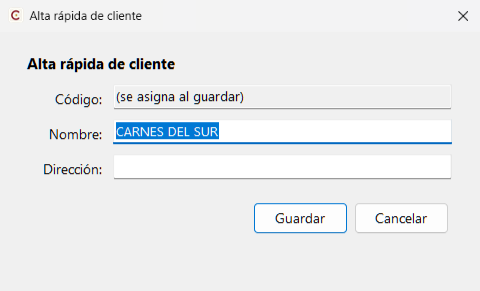 Alta rápida de cliente
Alta rápida de cliente
Código: (se asigna al guardar)
Nombre: CARNES DEL SUR
Dirección:
Guardar Cancelar